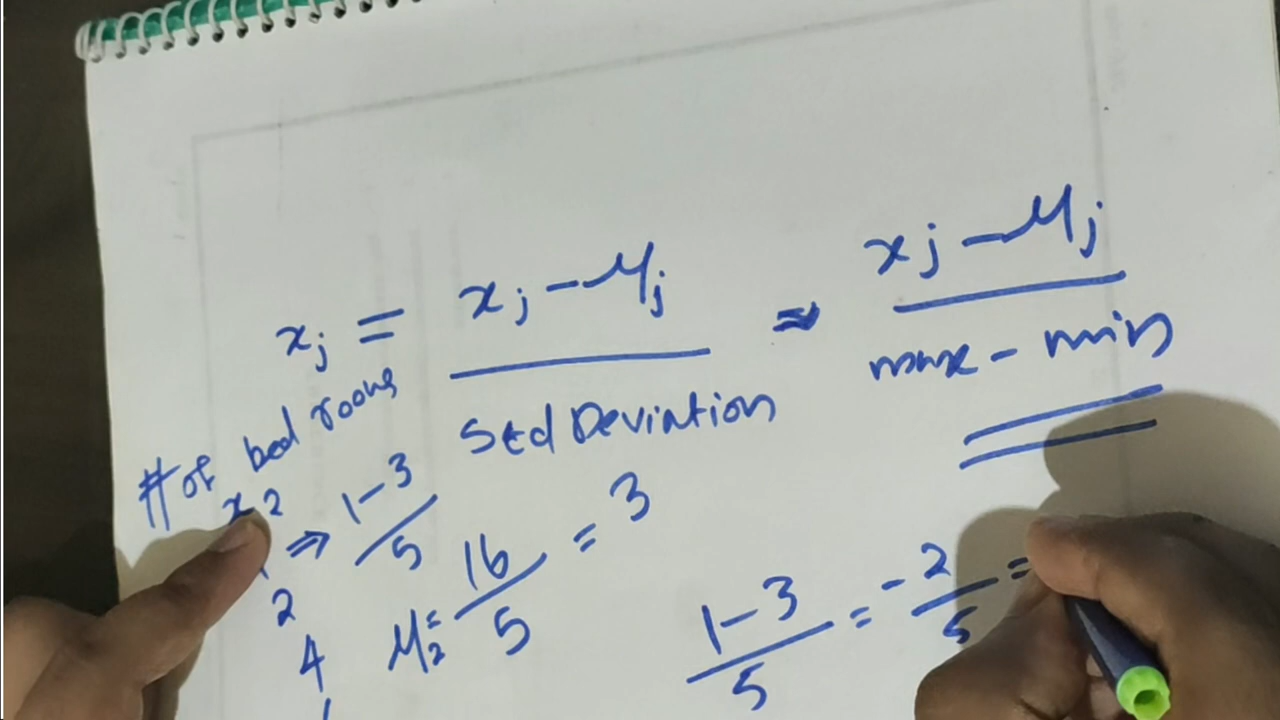 xj = xj - μj / Std Deviation ⇒ xj - μj / max - min
# of bed rooms
x2
1 ⇒ 1-3 / 5
2
4
μ2 = 16 / 5 = 3
1-3 / 5 = -2 / 5 =